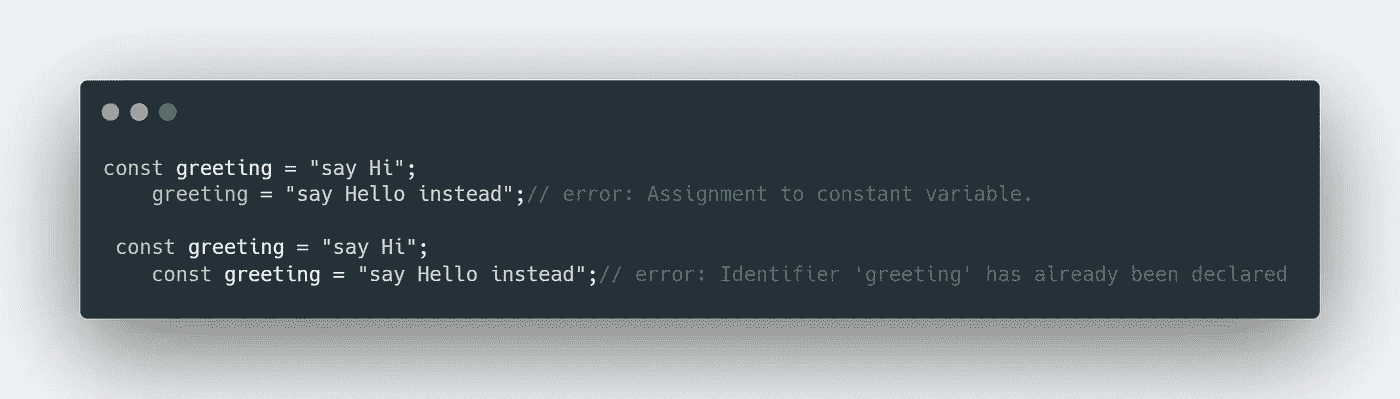 const greeting = "say Hi";
    greeting = "say Hello instead";// error: Assignment to constant variable.
 const greeting = "say Hi";
    const greeting = "say Hello instead";// error: Identifier 'greeting' has already been declared